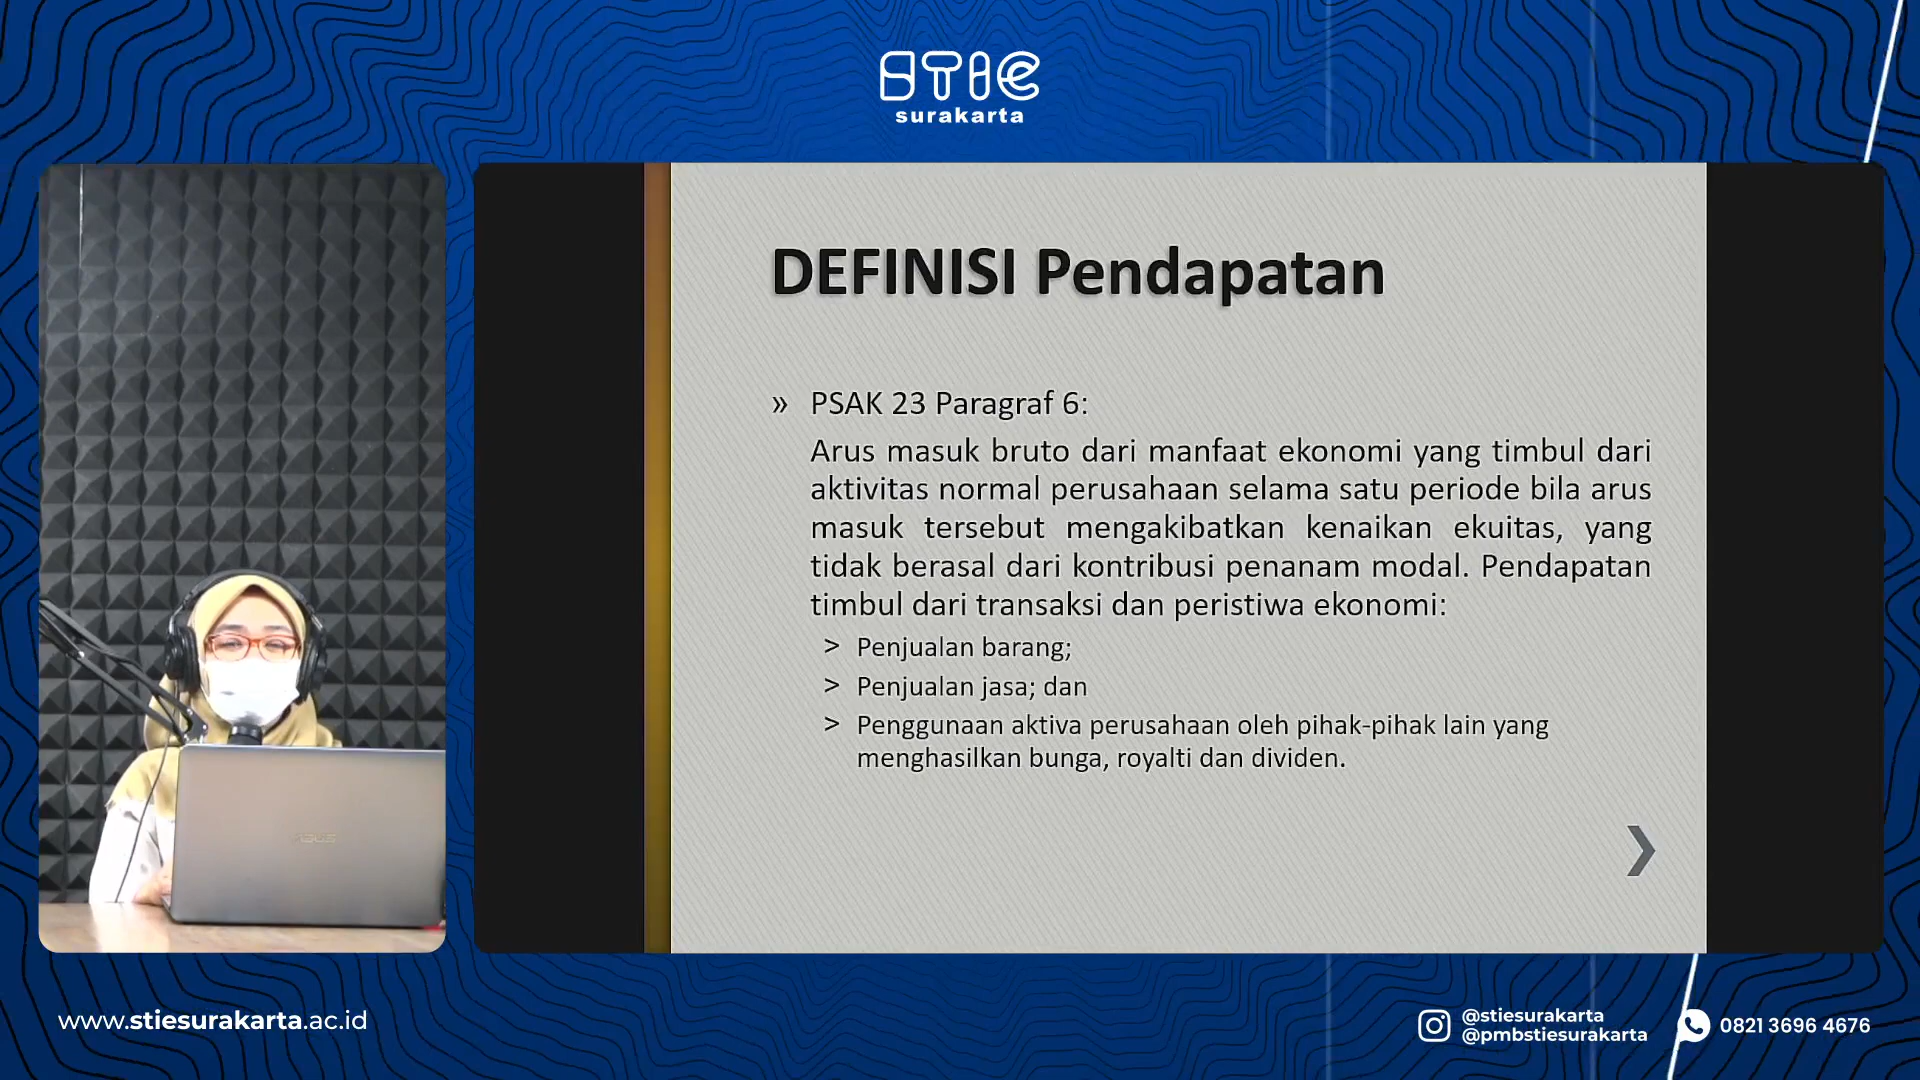 STIE
surakarta
DEFINISI Pendapatan
» PSAK 23 Paragraf 6:
Arus masuk bruto dari manfaat ekonomi yang timbul dari
aktivitas normal perusahaan selama satu periode bila arus
masuk tersebut mengakibatkan kenaikan ekuitas, yang
tidak berasal dari kontribusi penanam modal. Pendapatan
timbul dari transaksi dan peristiwa ekonomi:
> Penjualan barang;
> Penjualan jasa; dan
> Penggunaan aktiva perusahaan oleh pihak-pihak lain yang
menghasilkan bunga, royalti dan dividen.
ASUS
www.stiesurakarta.ac.id
@stiesurakarta
@pmbstiesurakarta
0821 3696 4676